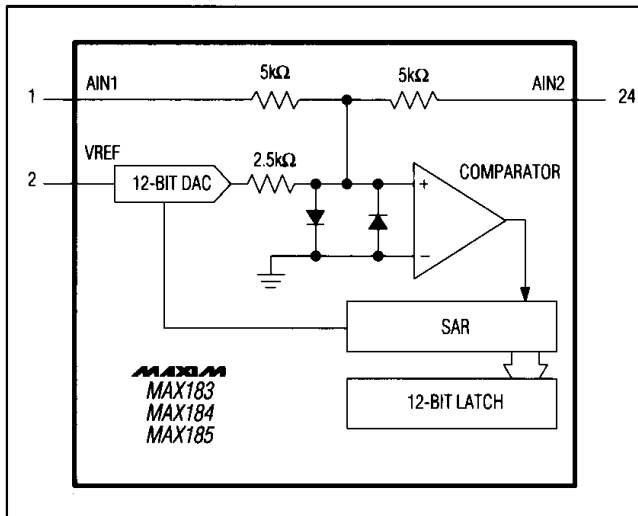 5kΩ 5kΩ
1 AIN1 AIN2 24
2.5kΩ
VREF
2 12-BIT DAC COMPARATOR
+
−
SAR
MAXIM
MAX183
MAX184
MAX185
12-BIT LATCH